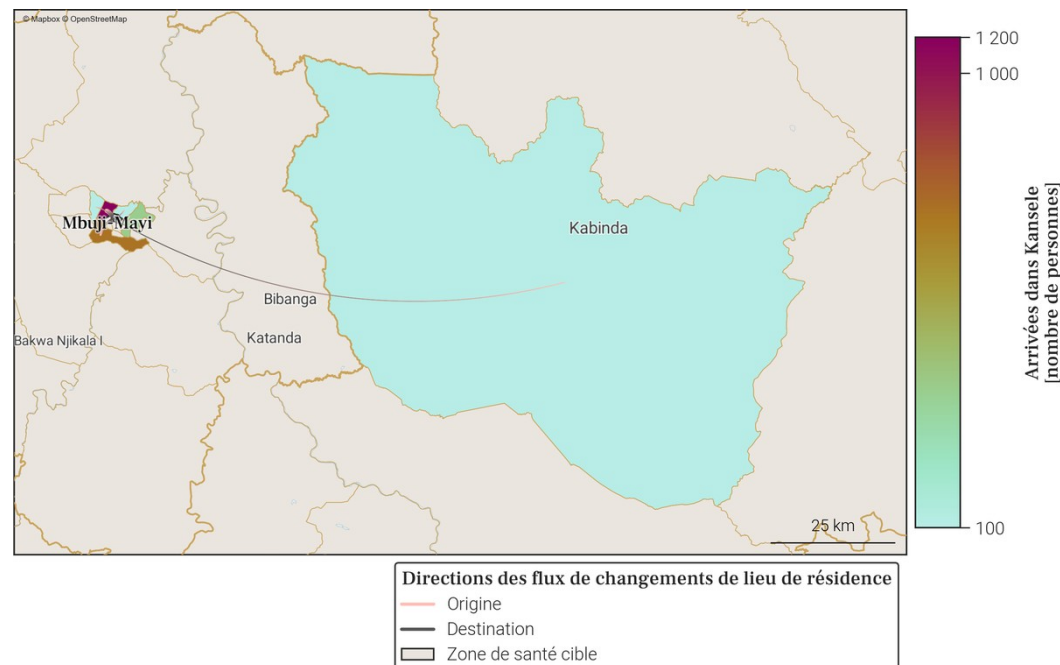 © Mapbox © OpenStreetMap
1 200
1 000
Kabinda
Mbuji-Mayi
Bibanga
Katanda
Bakwa Njikala I
Arrivées dans Kansele
[nombre de personnes]
25 km
100
Directions des flux de changements de lieu de résidence
Origine
Destination
Zone de santé cible